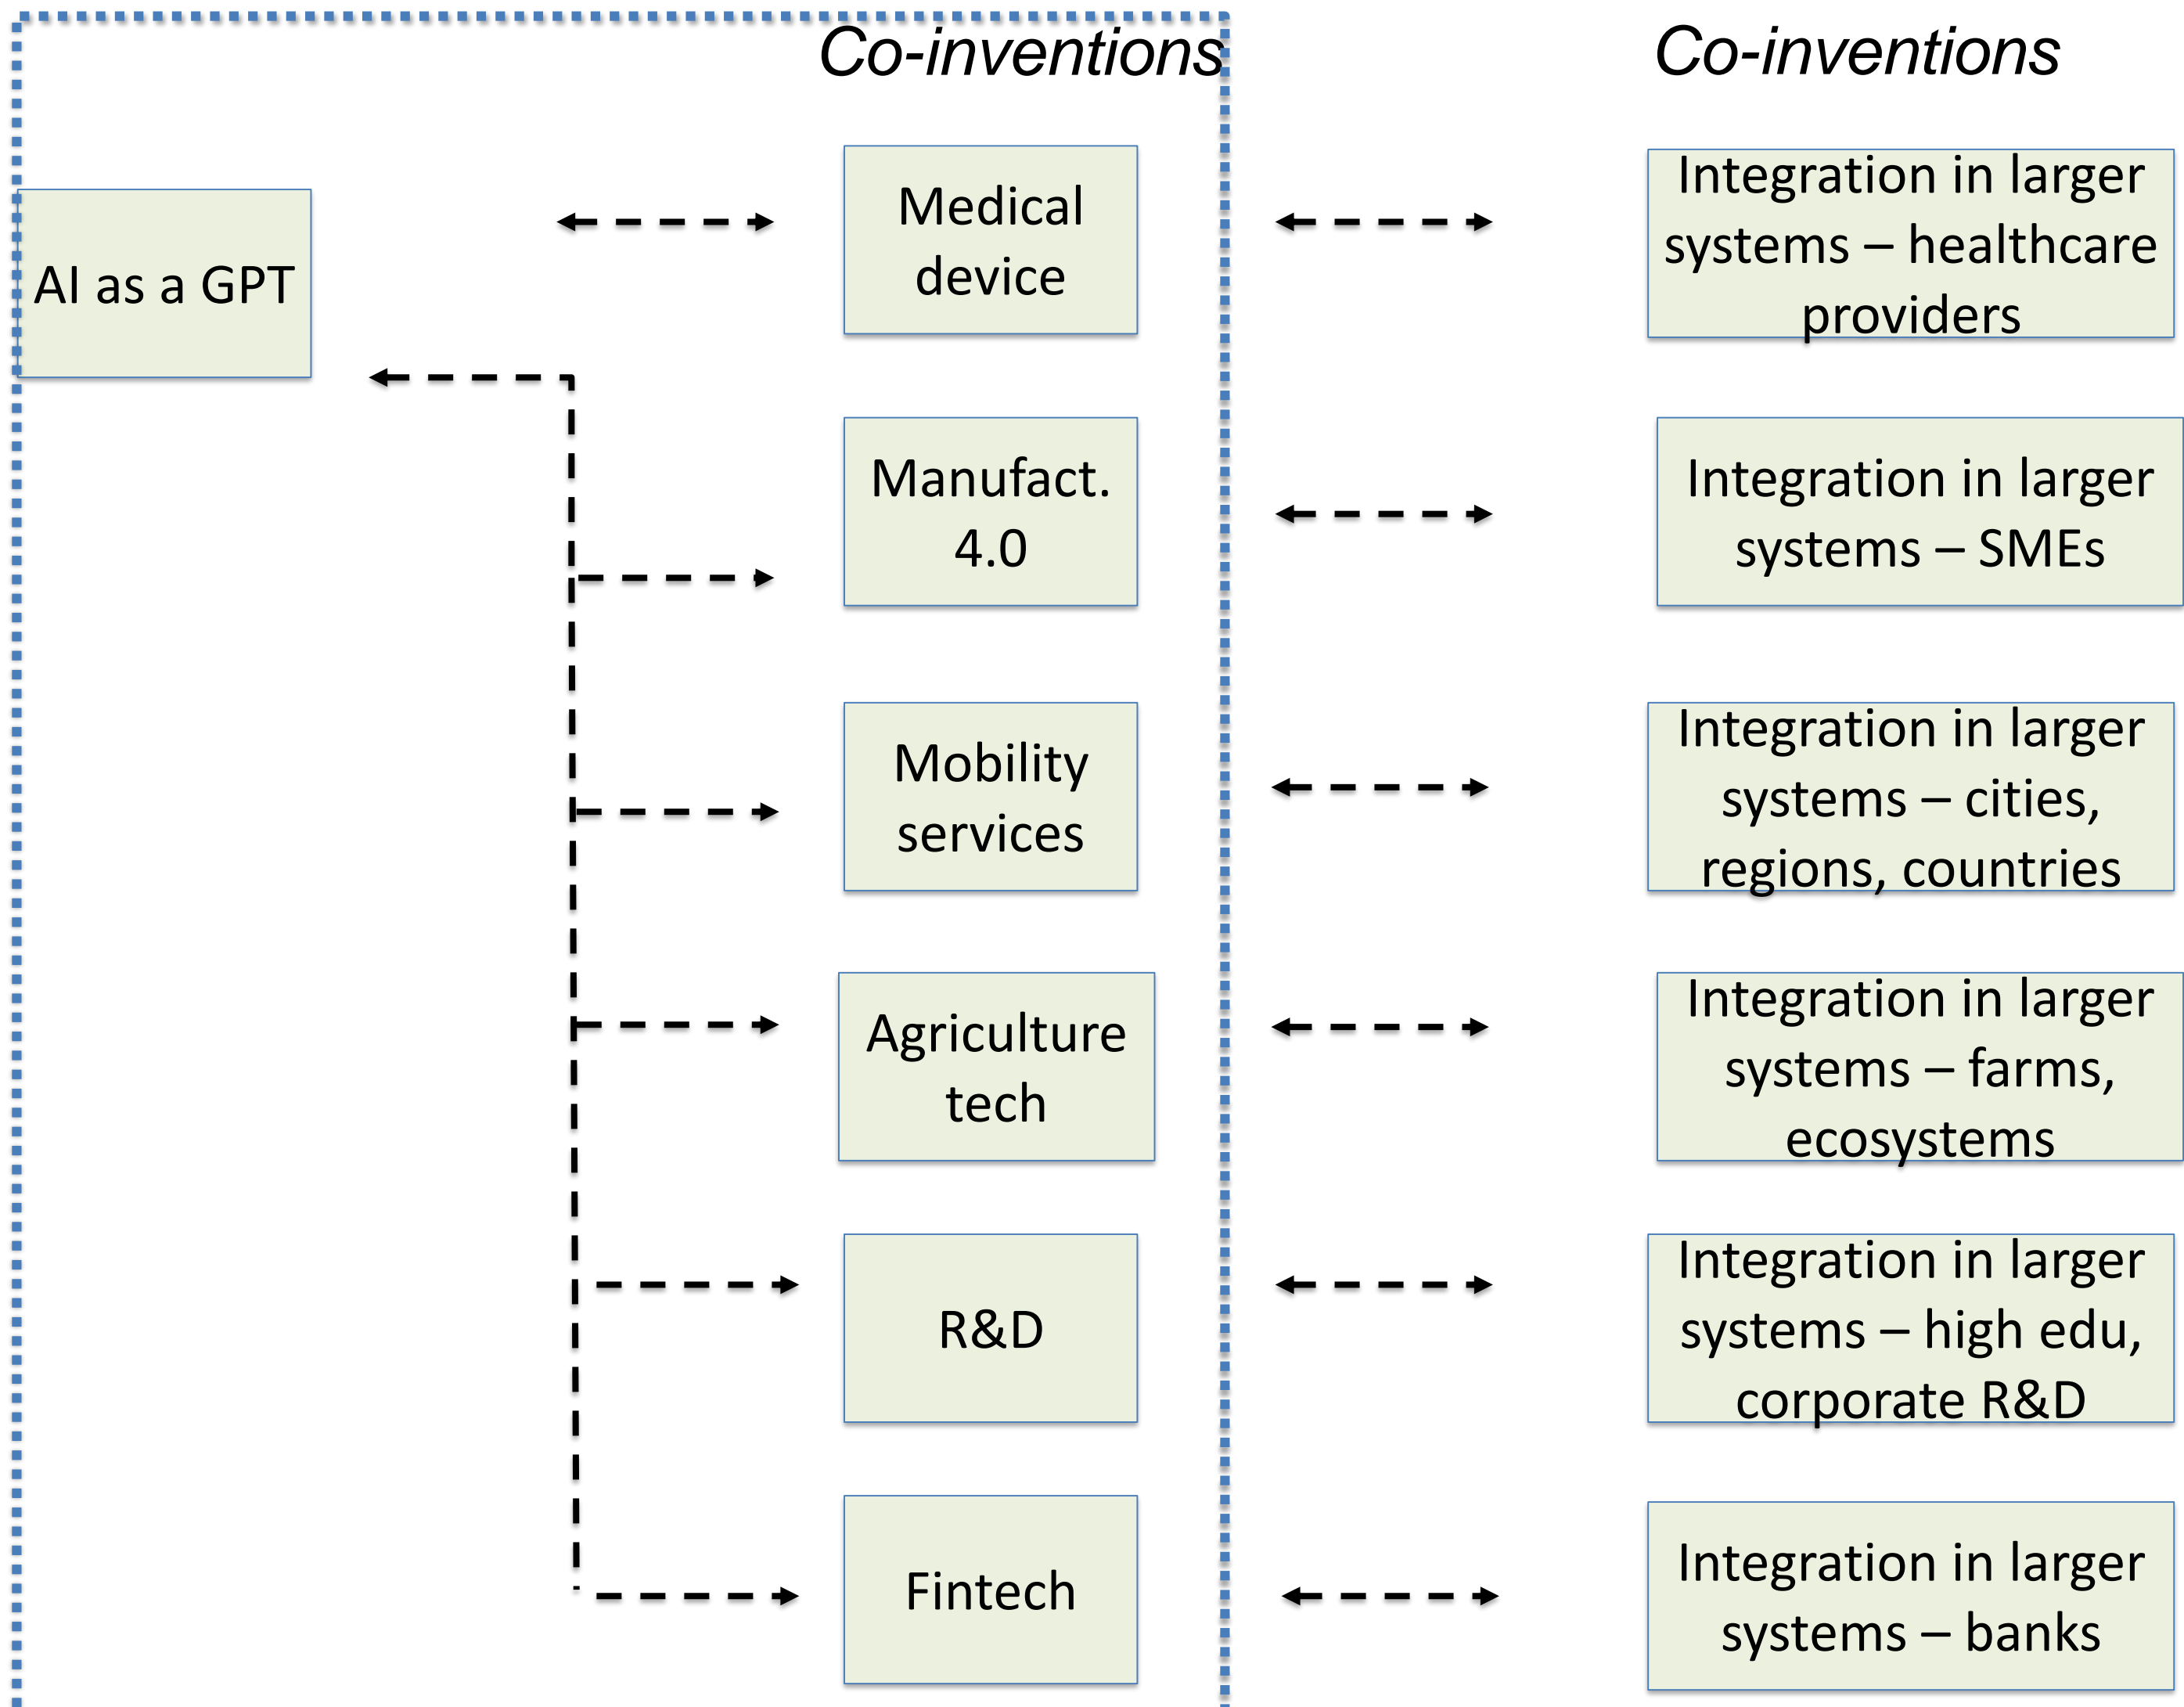 Co-inventions
Co-inventions
AI as a GPT
Medical
device
Integration in larger
systems – healthcare
providers
Manufact.
4.0
Integration in larger
systems – SMEs
Mobility
services
Integration in larger
systems – cities,
regions, countries
Agriculture
tech
Integration in larger
systems – farms,
ecosystems
R&D
Integration in larger
systems – high edu,
corporate R&D
Fintech
Integration in larger
systems – banks